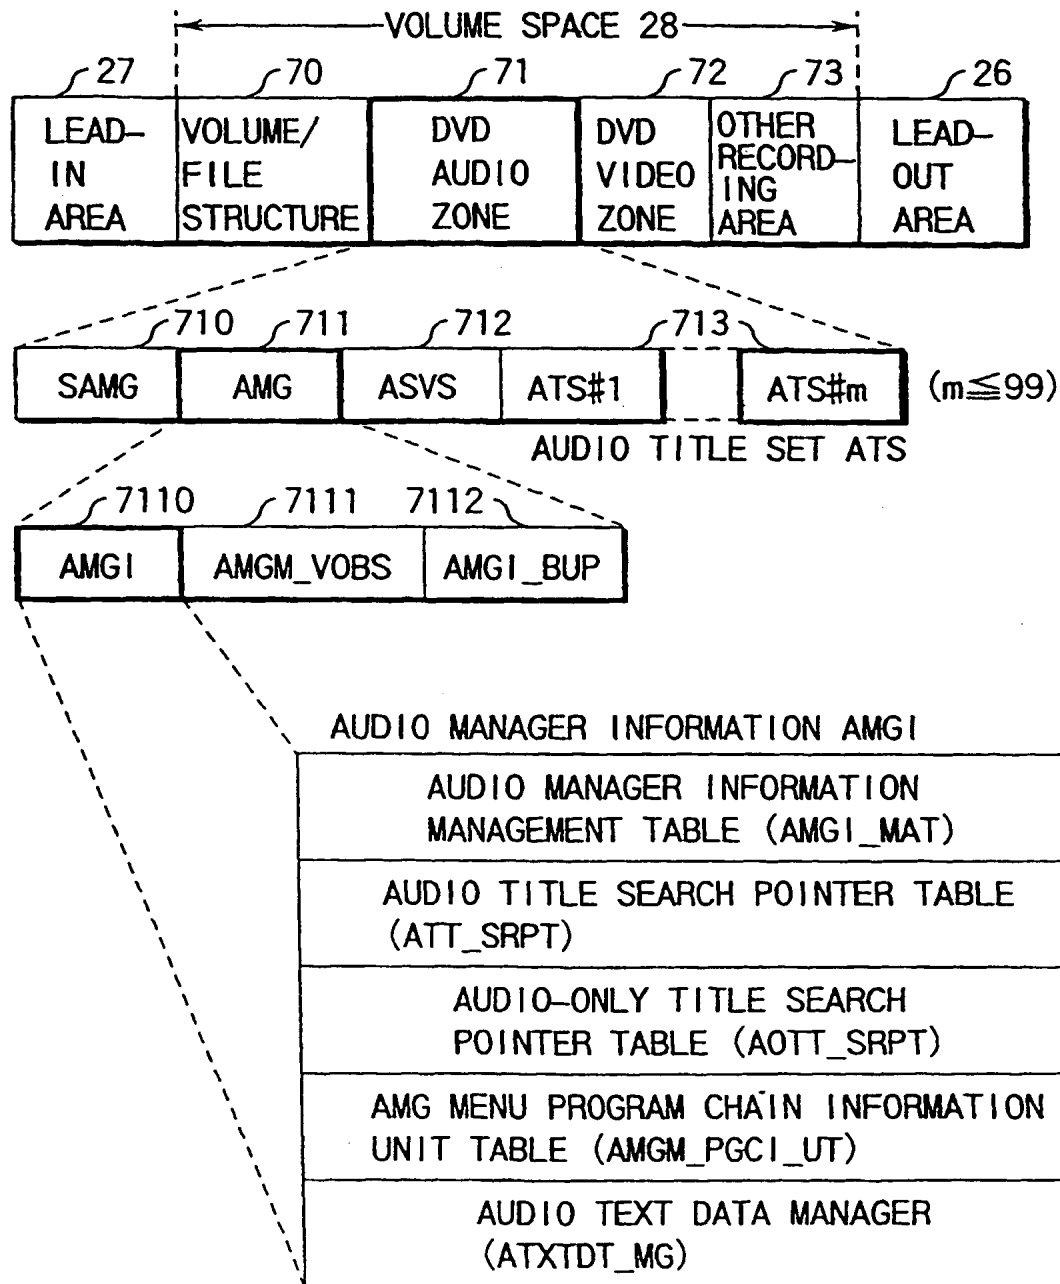 VOLUME SPACE 28
27 70 71 72 73 26
LEAD-
IN
AREA
VOLUME/
FILE
STRUCTURE
DVD
AUDIO
ZONE
DVD
VIDEO
ZONE
OTHER
RECORD-
ING
AREA
LEAD-
OUT
AREA
710 711 712 713
SAMG AMG ASVS ATS#1 ATS#m (m≦99)
AUDIO TITLE SET ATS
7110 7111 7112
AMGI AMGM_VOBS AMGI_BUP
AUDIO MANAGER INFORMATION AMGI
AUDIO MANAGER INFORMATION
MANAGEMENT TABLE (AMGI_MAT)
AUDIO TITLE SEARCH POINTER TABLE
(ATT_SRPT)
AUDIO-ONLY TITLE SEARCH
POINTER TABLE (AOTT_SRPT)
AMG MENU PROGRAM CHAIN INFORMATION
UNIT TABLE (AMGM_PGCI_UT)
AUDIO TEXT DATA MANAGER
(ATXTDT_MG)